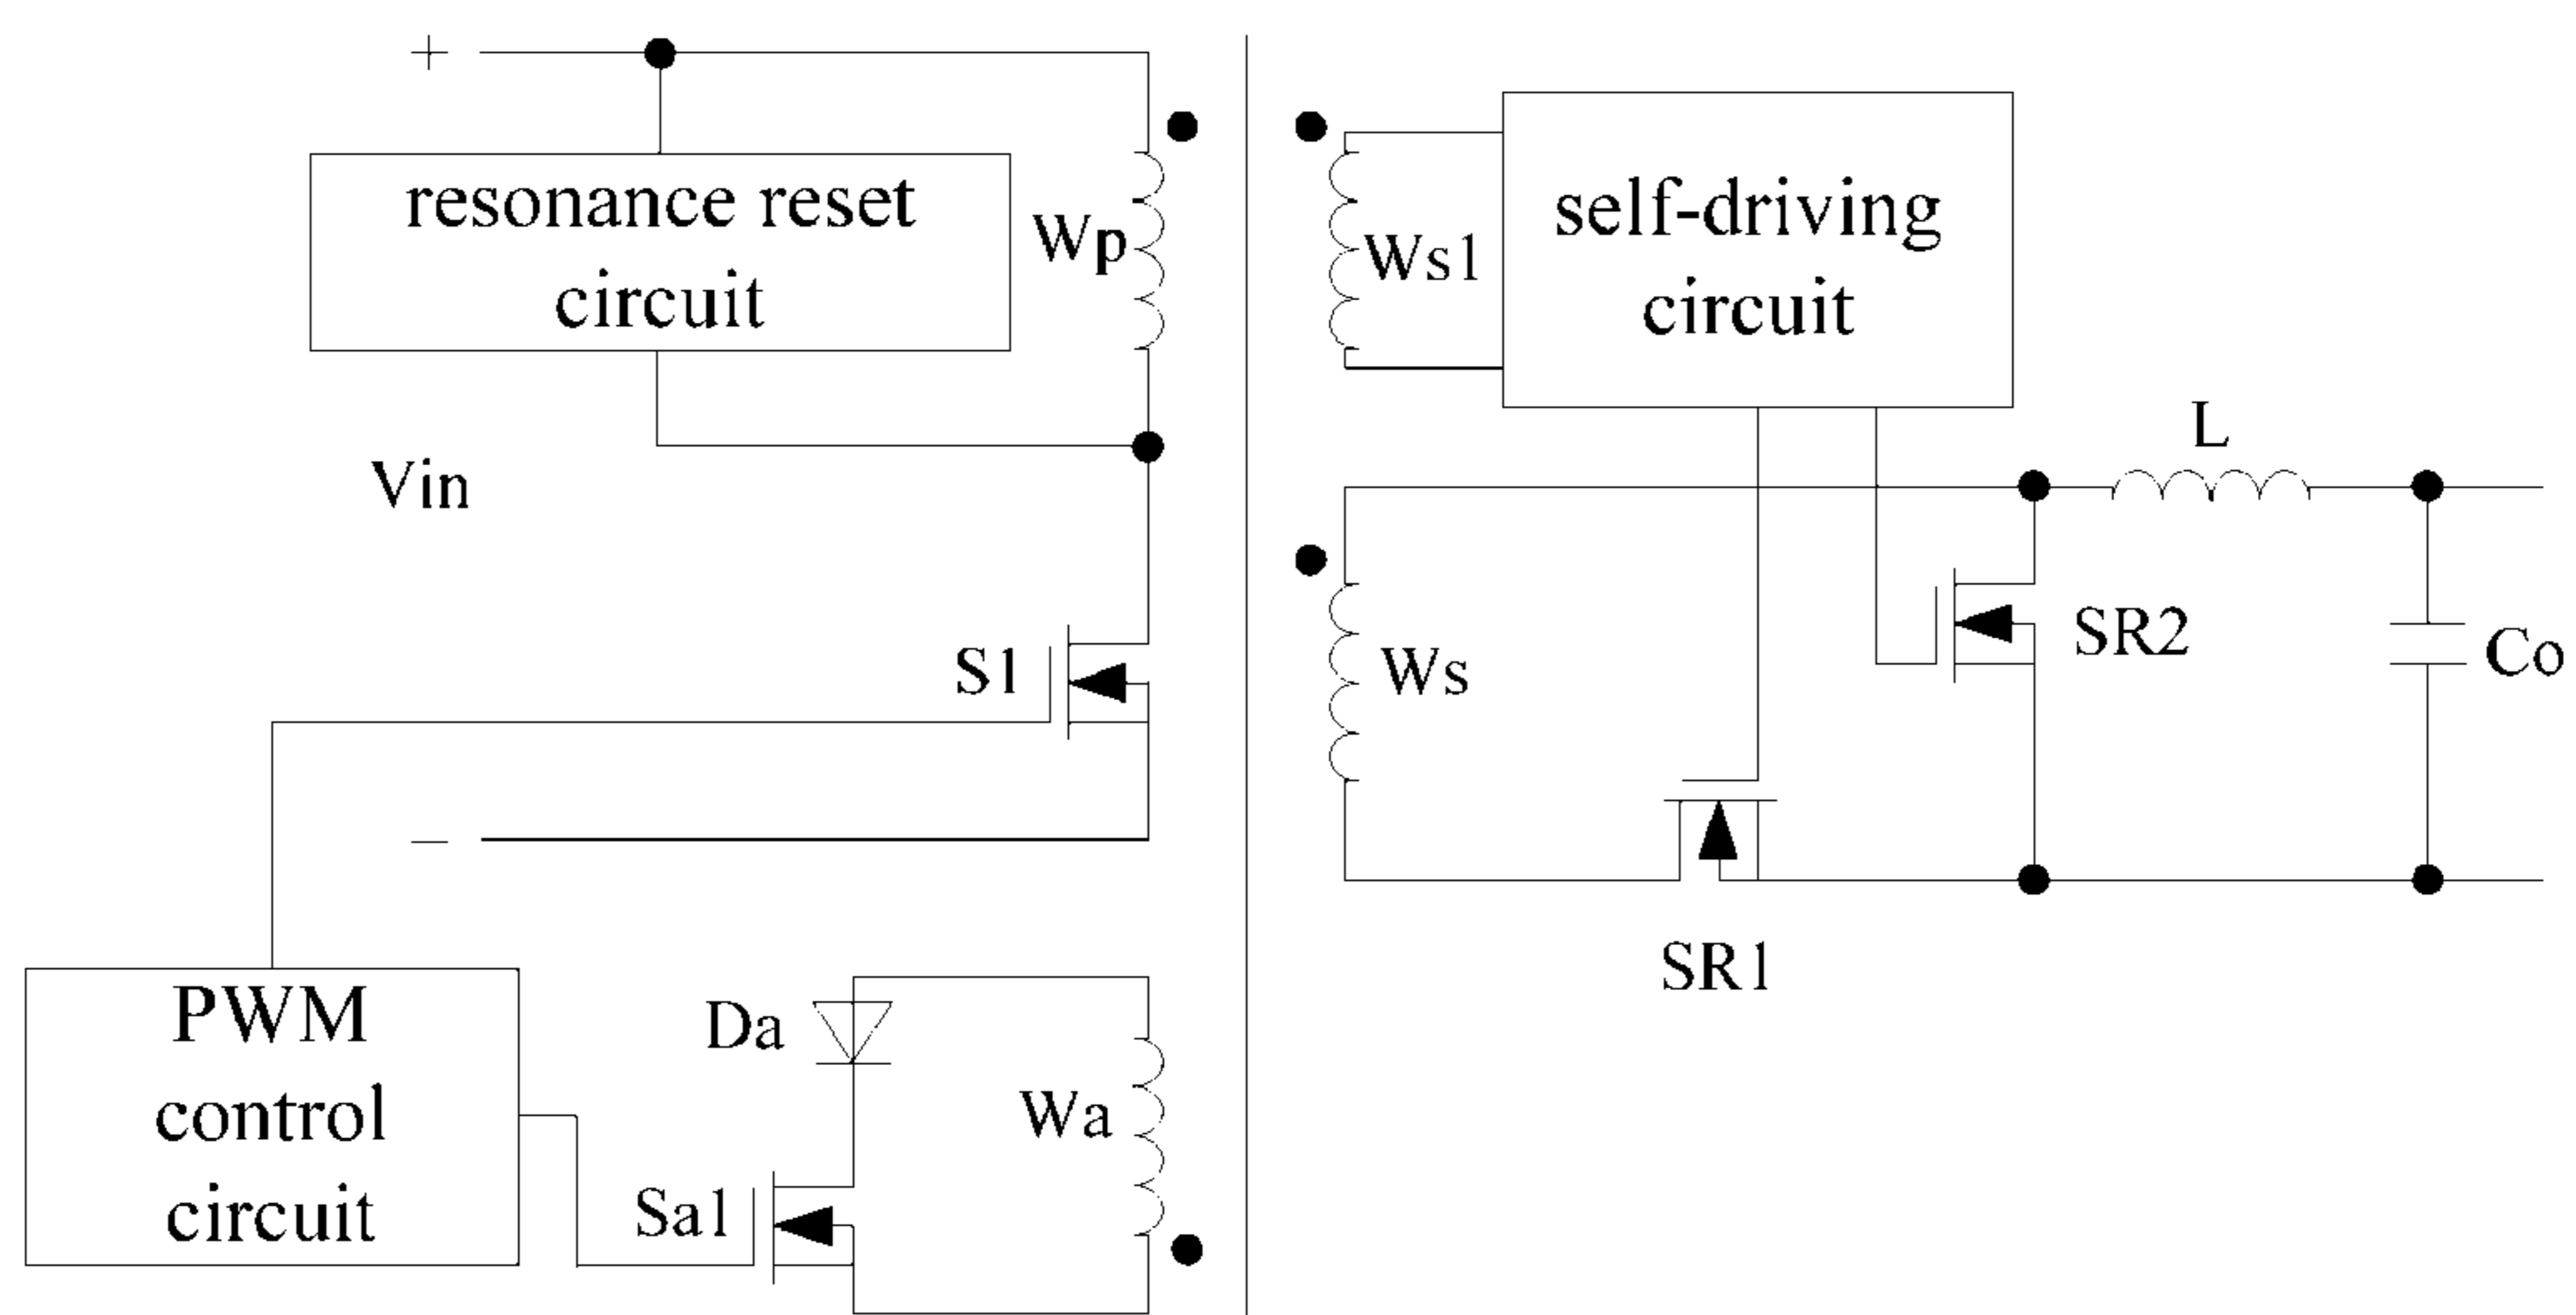 +
resonance reset
circuit
Wp
Vin
S1
—
PWM
control
circuit
Da
Wa
Sa1
Ws1
self-driving
circuit
L
Ws
SR2
Co
SR1